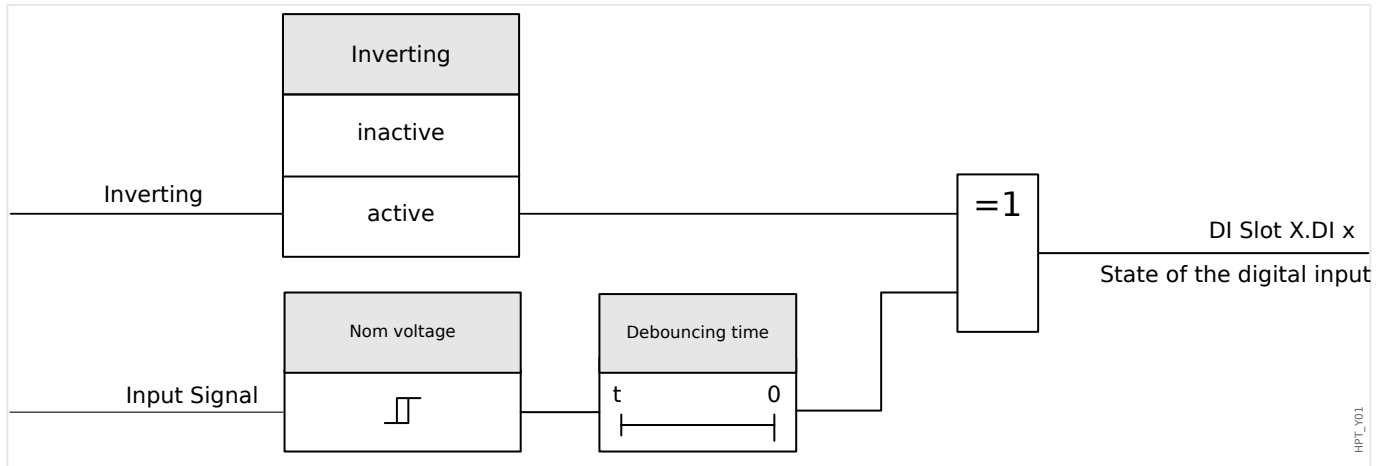 Inverting
inactive
Inverting
active
=1
DI Slot X.DI x
State of the digital input
Nom voltage
Debouncing time
Input Signal
t 0
HPT_Y01